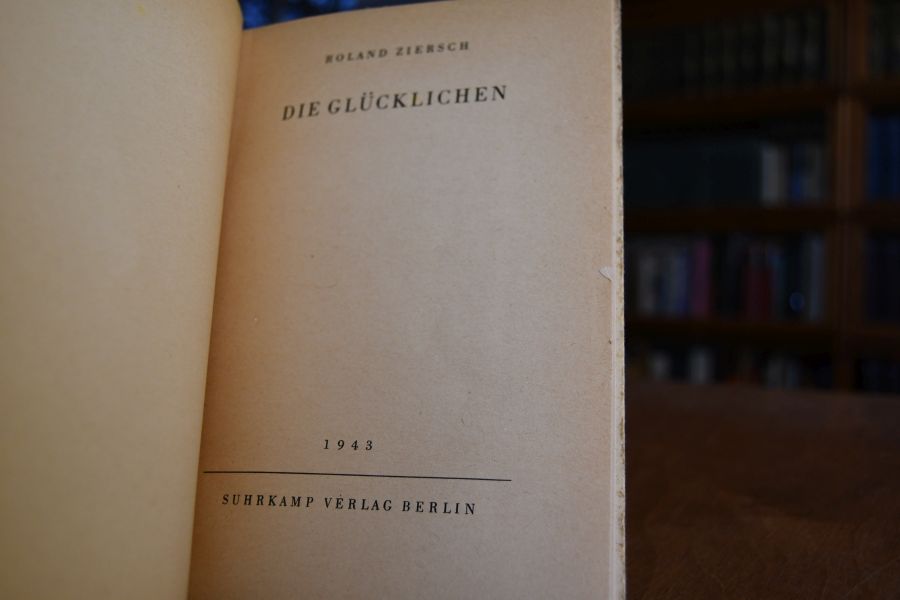 ROLAND ZIERSCH
DIE GLÜCKLICHEN
1943
SUHRKAMP VERLAG BERLIN